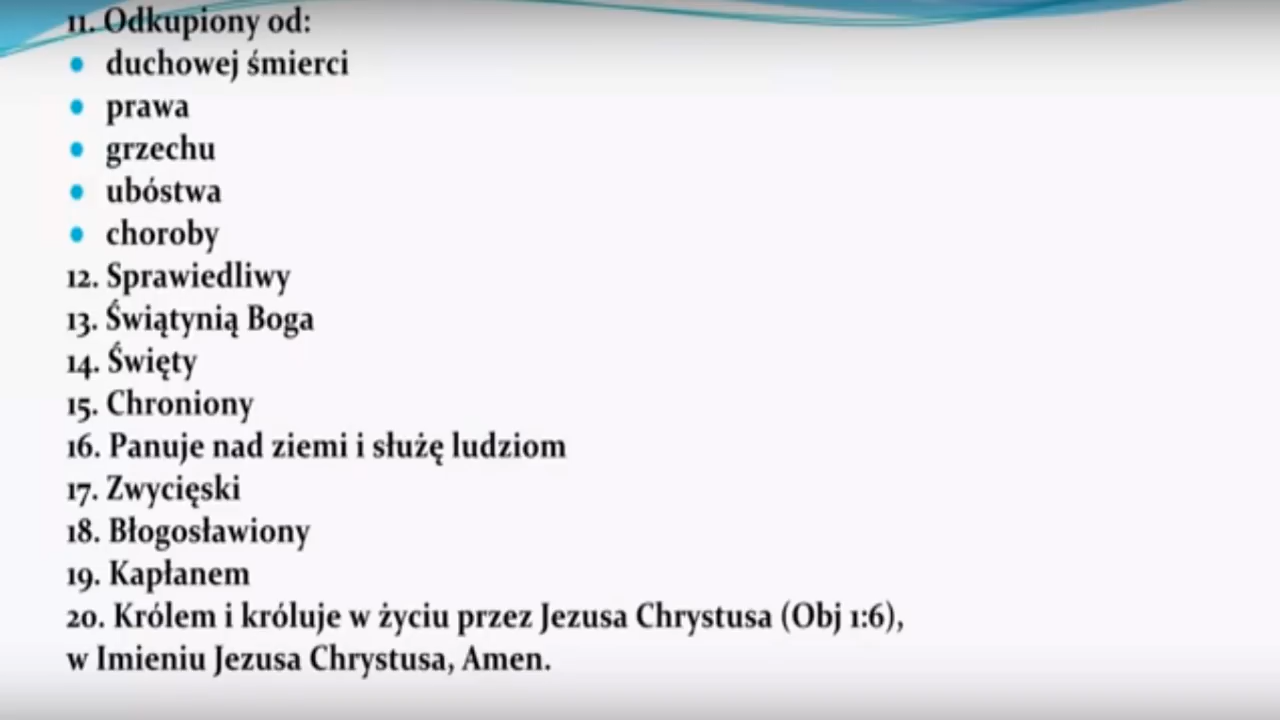 11. Odkupiony od:
• duchowej śmierci
• prawa
• grzechu
• ubóstwa
• choroby
12. Sprawiedliwy
13. Świątynią Boga
14. Święty
15. Chroniony
16. Panuje nad ziemi i służę ludziom
17. Zwycięski
18. Błogosławiony
19. Kapłanem
20. Królem i króluje w życiu przez Jezusa Chrystusa (Obj 1:6),
w Imieniu Jezusa Chrystusa, Amen.